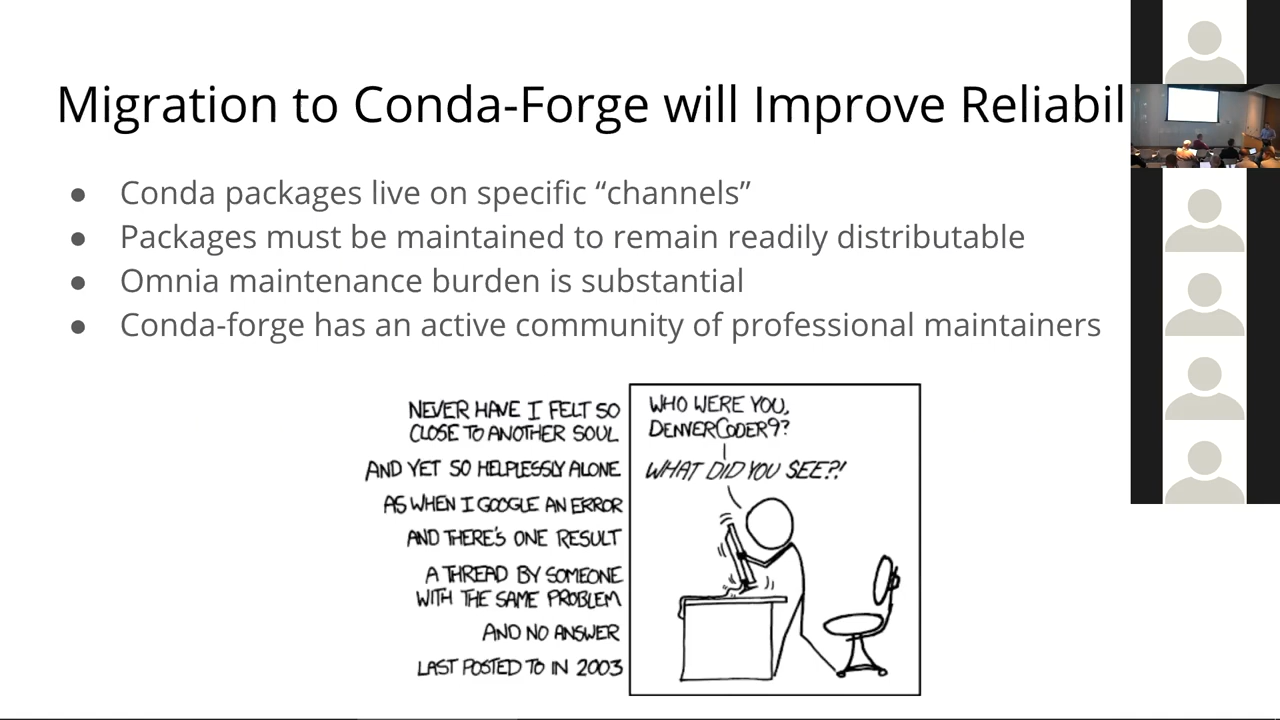 Migration to Conda-Forge will Improve Reliabil
● Conda packages live on specific “channels”
● Packages must be maintained to remain readily distributable
● Omnia maintenance burden is substantial
● Conda-forge has an active community of professional maintainers
NEVER HAVE I FELT SO
CLOSE TO ANOTHER SOUL
AND YET SO HELPLESSLY ALONE
AS WHEN I GOOGLE AN ERROR
AND THERE'S ONE RESULT
A THREAD BY SOMEONE
WITH THE SAME PROBLEM
AND NO ANSWER
LAST POSTED TO IN 2003
WHO WERE YOU,
DENVERCODER9?
WHAT DID YOU SEE?!